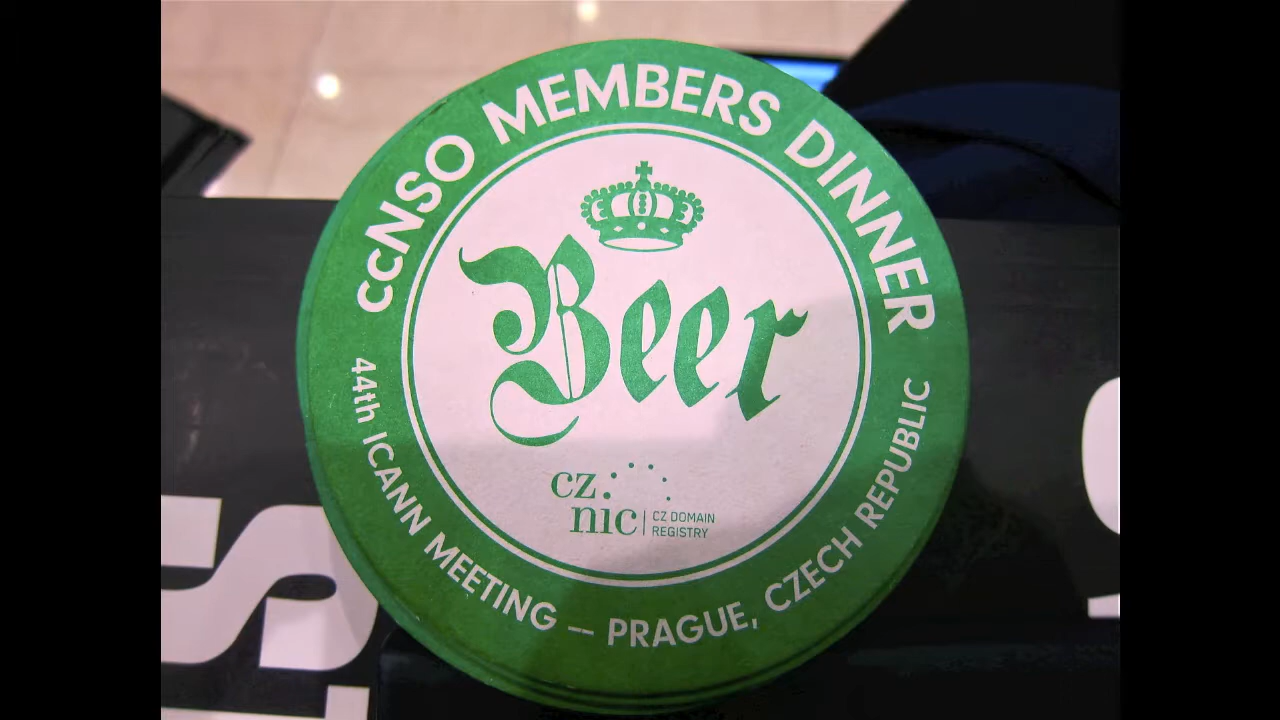 ccNSO MEMBERS DINNER
Beer
cz.
nic
CZ DOMAIN
REGISTRY
44th ICANN MEETING – PRAGUE, CZECH REPUBLIC